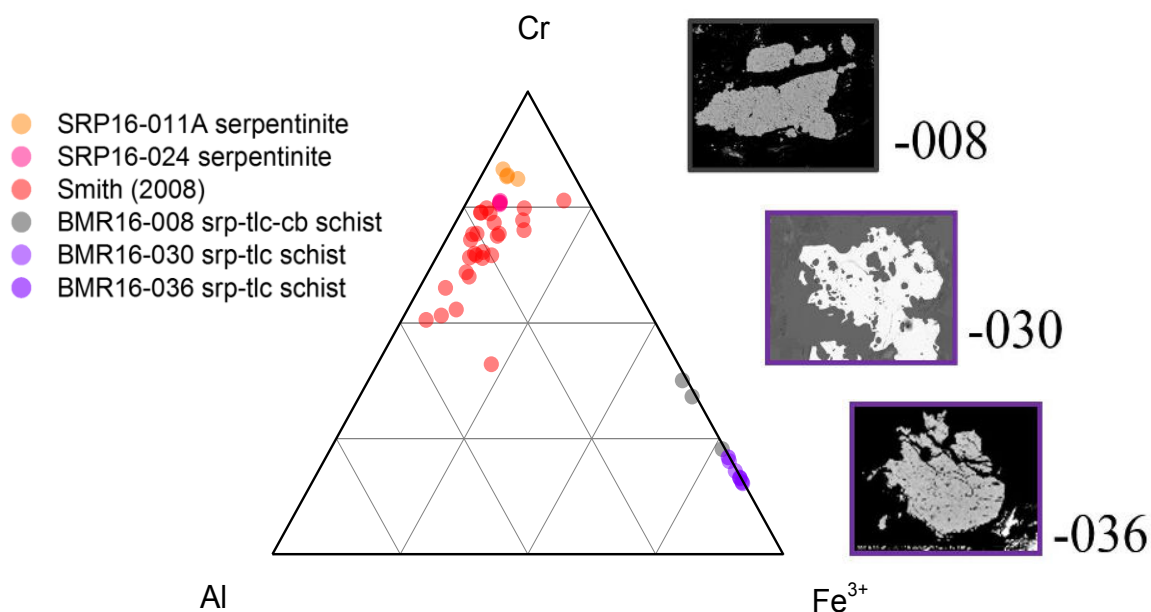 Cr
SRP16-011A serpentinite
SRP16-024 serpentinite
Smith (2008)
BMR16-008 srp-tlc-cb schist
BMR16-030 srp-tlc schist
BMR16-036 srp-tlc schist
-008
-030
-036
Al
Fe³⁺